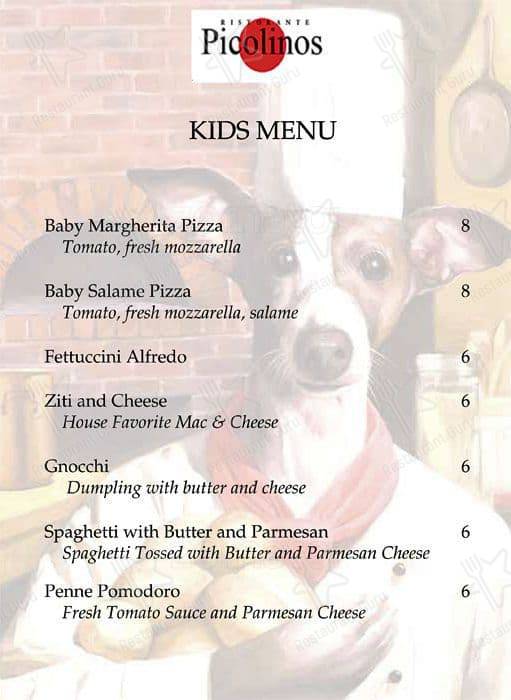 RISTORANTE
Picolinos
KIDS MENU
Baby Margherita Pizza 8
Tomato, fresh mozzarella
Baby Salame Pizza 8
Tomato, fresh mozzarella, salame
Fettuccini Alfredo 6
Ziti and Cheese 6
House Favorite Mac & Cheese
Gnocchi 6
Dumpling with butter and cheese
Spaghetti with Butter and Parmesan 6
Spaghetti Tossed with Butter and Parmesan Cheese
Penne Pomodoro 6
Fresh Tomato Sauce and Parmesan Cheese